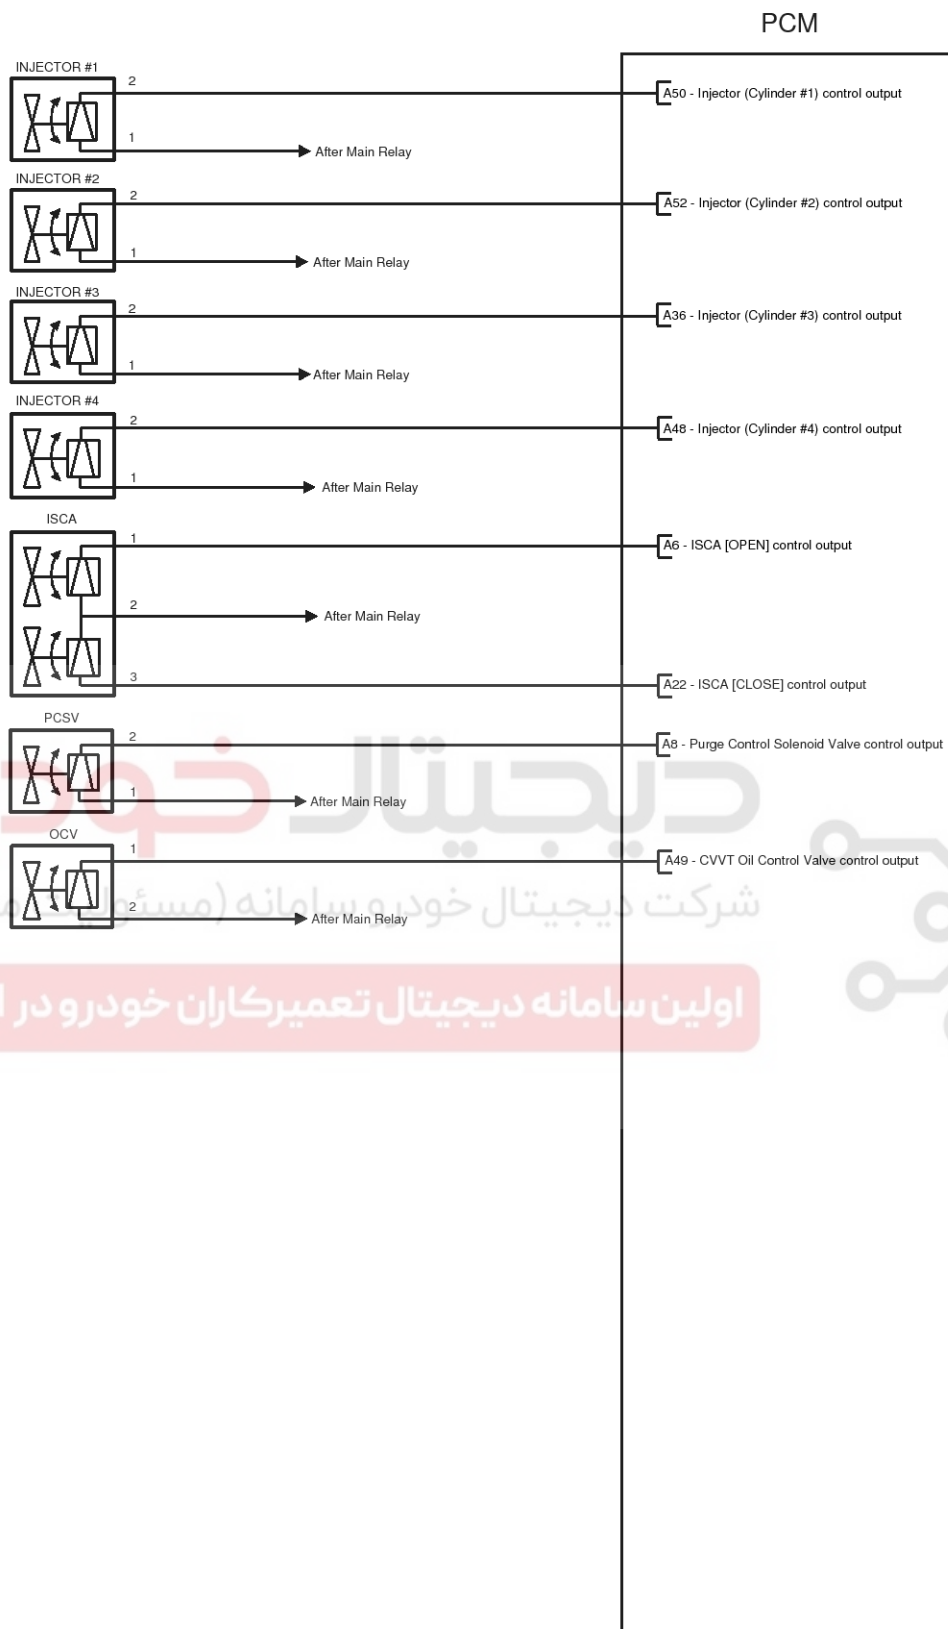 PCM
INJECTOR #1
2
A50 - Injector (Cylinder #1) control output
1
After Main Relay
INJECTOR #2
2
A52 - Injector (Cylinder #2) control output
1
After Main Relay
INJECTOR #3
2
A36 - Injector (Cylinder #3) control output
1
After Main Relay
INJECTOR #4
2
A48 - Injector (Cylinder #4) control output
1
After Main Relay
ISCA
1
A6 - ISCA [OPEN] control output
2
After Main Relay
3
A22 - ISCA [CLOSE] control output
PCSV
2
A8 - Purge Control Solenoid Valve control output
1
After Main Relay
دیجیتال خودرو
OCV
1
A49 - CVVT Oil Control Valve control output
2
After Main Relay
شرکت دیجیتال خودرو سامانه (مسئولیت
اولین سامانه دیجیتال تعمیرکاران خودرو در